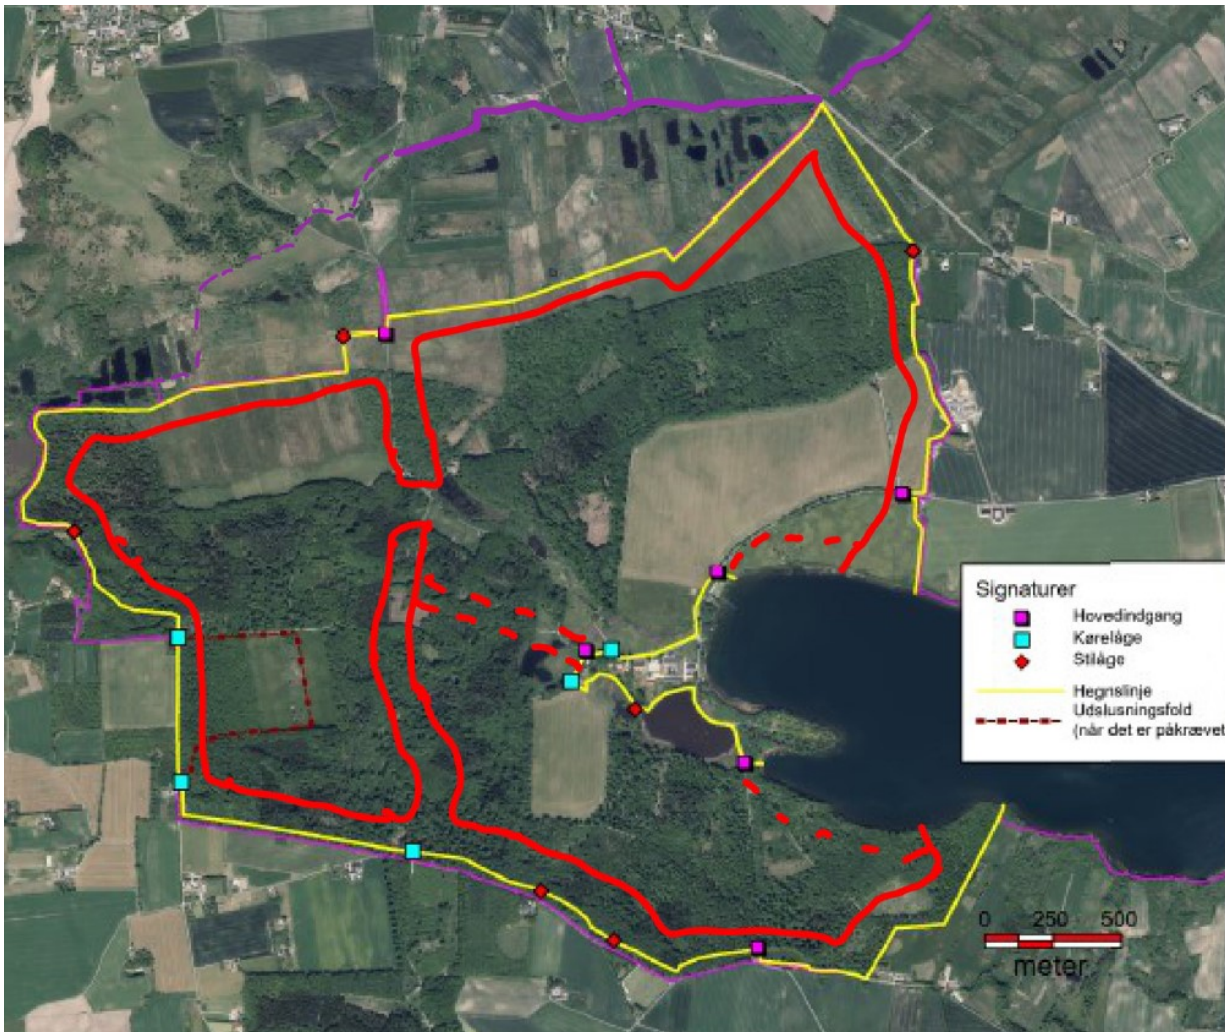 Signaturer
Hovedindgang
Kørelåge
Stilåge
Hegnslinje
Udslusningsfold
(når det er påkrævet
0 250 500
meter